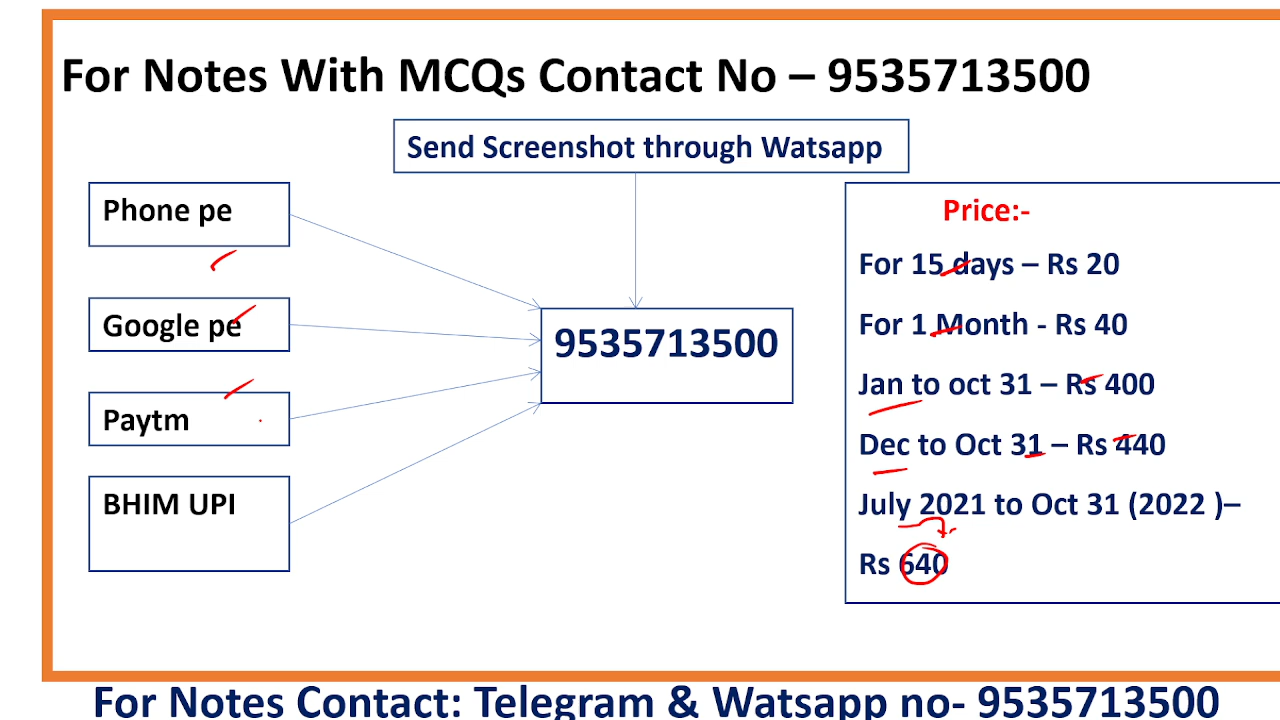 For Notes With MCQs Contact No – 9535713500
Send Screenshot through Watsapp
Phone pe
Google pe
Paytm
BHIM UPI
9535713500
Price:-
For 15 days – Rs 20
For 1 Month - Rs 40
Jan to oct 31 – Rs 400
Dec to Oct 31 – Rs 440
July 2021 to Oct 31 (2022 )–
Rs 640
For Notes Contact: Telegram & Watsapp no- 9535713500